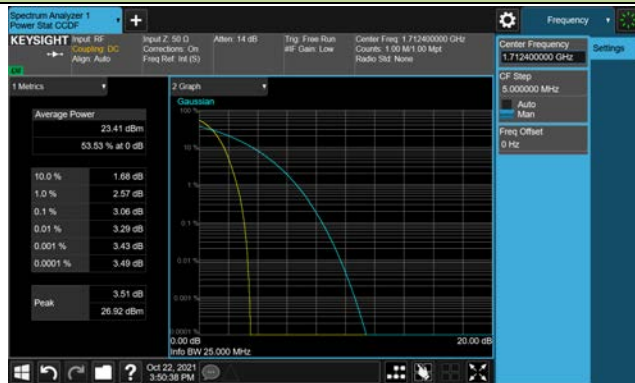 Spectrum Analyzer 1
Power Stat CCDF
Frequency
KEYSIGHT
Input: RF
Coupling: DC
Align: Auto
Input Z: 50 Ω
Corrections: On
Freq Ref: Int (S)
Atten: 14 dB
Trig: Free Run
#IF Gain: Low
Center Freq: 1.712400000 GHz
Counts: 1.00 M/1.00 Mpt
Radio Std: None
1 Metrics
Average Power
23.41 dBm
53.53 % at 0 dB
10.0 % 1.68 dB
1.0 % 2.57 dB
0.1 % 3.06 dB
0.01 % 3.29 dB
0.001 % 3.43 dB
0.0001 % 3.49 dB
Peak
3.51 dB
26.92 dBm
2 Graph
Gaussian
100 %
10 %
1 %
0.1 %
0.01 %
0.001 %
0.0001 %
0.00 dB
20.00 dB
Info BW 25.000 MHz
Center Frequency
1.712400000 GHz
Settings
CF Step
5.000000 MHz
Auto
Man
Freq Offset
0 Hz
Oct 22, 2021
3:50:38 PM